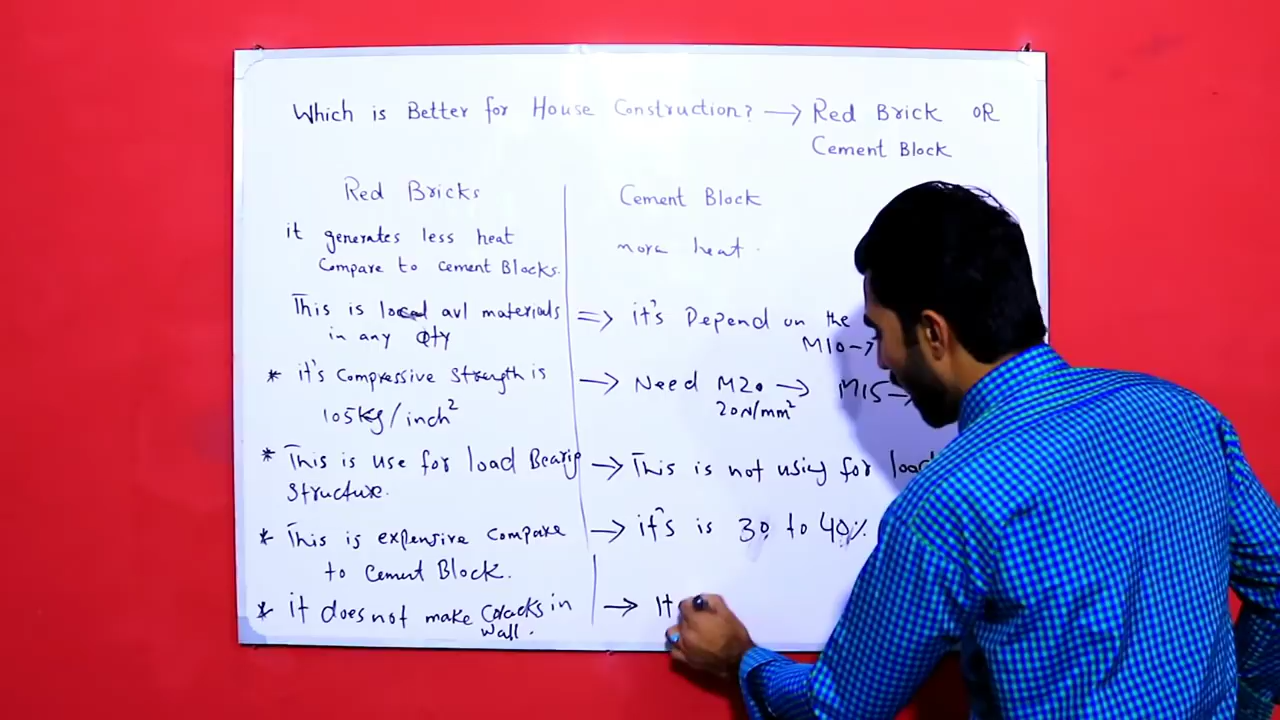 Which is Better for House Construction? → Red Brick OR
Cement Block
Red Bricks
it generates less heat
Compare to cement Blocks.
This is local avl materials
in any Qty
* it's Compressive Strength is
105Kg/inch²
* This is use for load Bearig
Structure.
* This is expensive Compare
to Cement Block.
* it does not make Cracks in
wall.
Cement Block
more heat.
⇒ it's Depend on the
M10→
→ Need M20 → M15→
20N/mm²
→ This is not using for load
→ it's is 30 to 40%
→ It